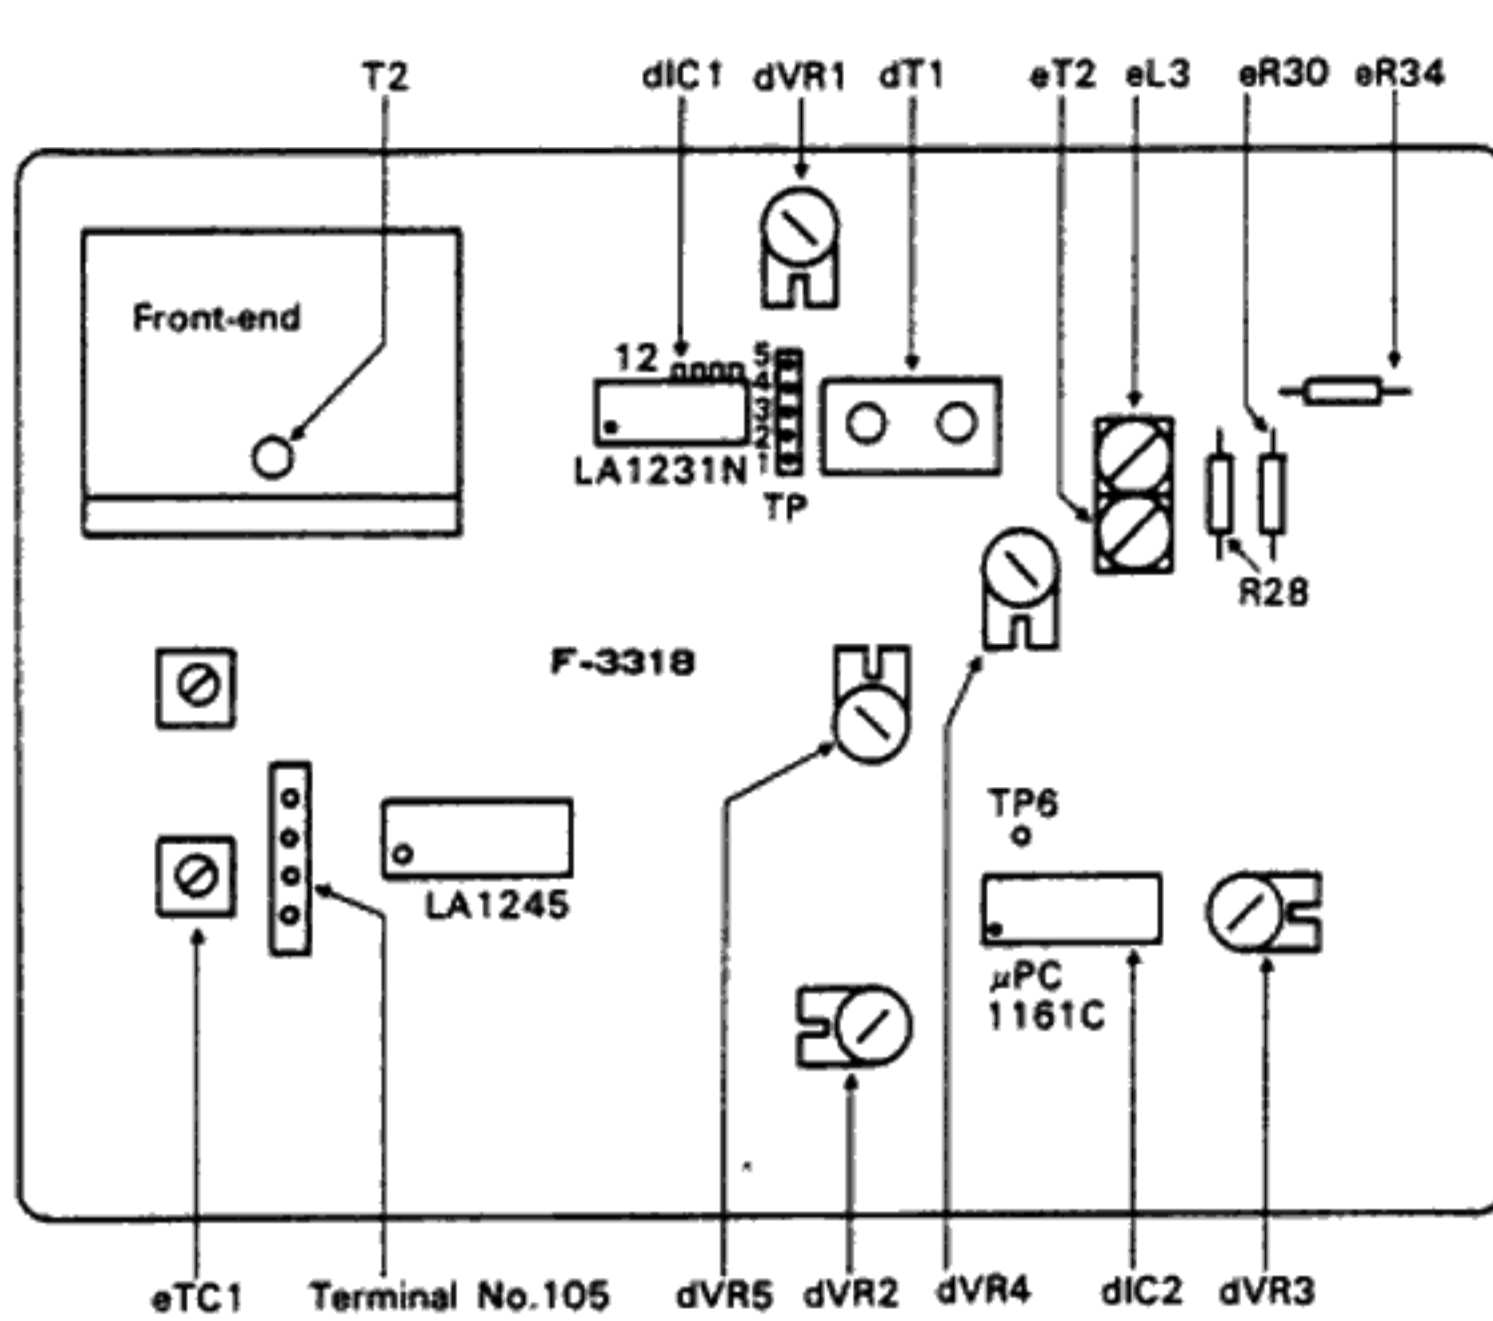 T2 dIC1 dVR1 dT1 eT2 eL3 eR30 eR34
Front-end
12
5
4
3
2
1
LA1231N
TP
R28
F-3318
TP6
LA1245
μPC
1161C
eTC1 Terminal No.105 dVR5 dVR2 dVR4 dIC2 dVR3